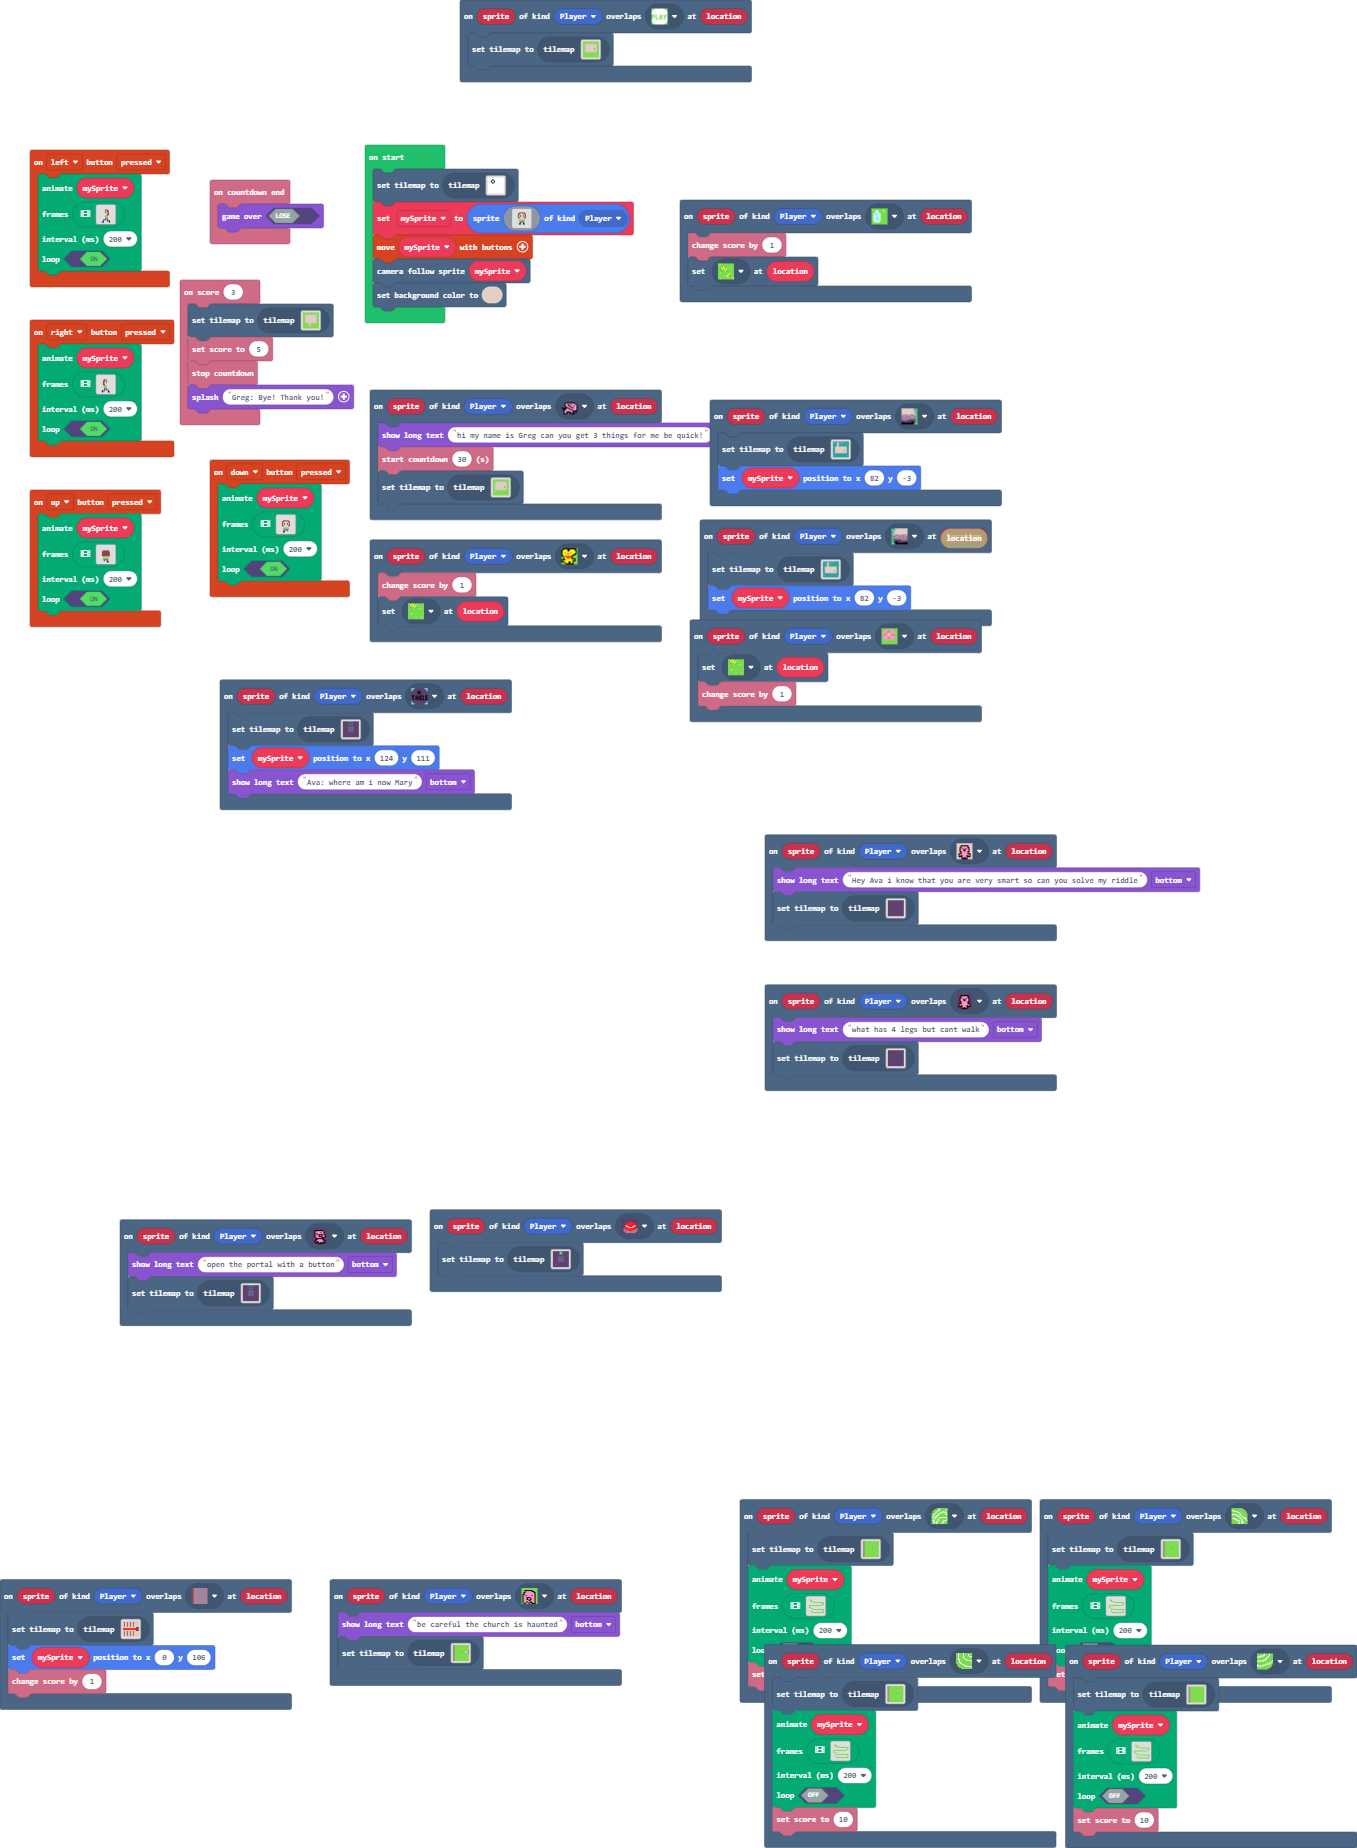 on sprite of kind Player overlaps PLAY at location
set tilemap to tilemap
on left button pressed
animate mySprite
frames
interval (ms) 200
loop ON
on countdown end
game over LOSE
on start
set tilemap to tilemap
set mySprite to sprite of kind Player
move mySprite with buttons
camera follow sprite mySprite
set background color to
on sprite of kind Player overlaps at location
change score by 1
set at location
on score 3
set tilemap to tilemap
set score to 5
stop countdown
splash "Greg: Bye! Thank you!"
on right button pressed
animate mySprite
frames
interval (ms) 200
loop ON
on sprite of kind Player overlaps at location
show long text "hi my name is Greg can you get 3 things for me be quick!"
start countdown 30 (s)
set tilemap to tilemap
on sprite of kind Player overlaps at location
set tilemap to tilemap
set mySprite position to x 82 y -3
on up button pressed
animate mySprite
frames
interval (ms) 200
loop ON
on down button pressed
animate mySprite
frames
interval (ms) 200
loop ON
on sprite of kind Player overlaps at location
change score by 1
set at location
on sprite of kind Player overlaps at location
set tilemap to tilemap
set mySprite position to x 82 y -3
on sprite of kind Player overlaps at location
set at location
change score by 1
on sprite of kind Player overlaps at location
set tilemap to tilemap
set mySprite position to x 124 y 111
show long text "Ava: where am i now Mary" bottom
on sprite of kind Player overlaps at location
show long text "Hey Ava i know that you are very smart so can you solve my riddle" bottom
set tilemap to tilemap
on sprite of kind Player overlaps at location
show long text "what has 4 legs but cant walk" bottom
set tilemap to tilemap
on sprite of kind Player overlaps at location
show long text "open the portal with a button" bottom
set tilemap to tilemap
on sprite of kind Player overlaps at location
set tilemap to tilemap
on sprite of kind Player overlaps at location
set tilemap to tilemap
set mySprite position to x 0 y 106
change score by 1
on sprite of kind Player overlaps at location
show long text "be careful the church is haunted" bottom
set tilemap to tilemap
on sprite of kind Player overlaps at location
set tilemap to tilemap
animate mySprite
frames
interval (ms) 200
on sprite of kind Player overlaps at location
set tilemap to tilemap
animate mySprite
frames
interval (ms) 200
on sprite of kind Player overlaps at location
set tilemap to tilemap
animate mySprite
frames
interval (ms) 200
loop OFF
set score to 10
on sprite of kind Player overlaps at location
set tilemap to tilemap
animate mySprite
frames
interval (ms) 200
loop OFF
set score to 10